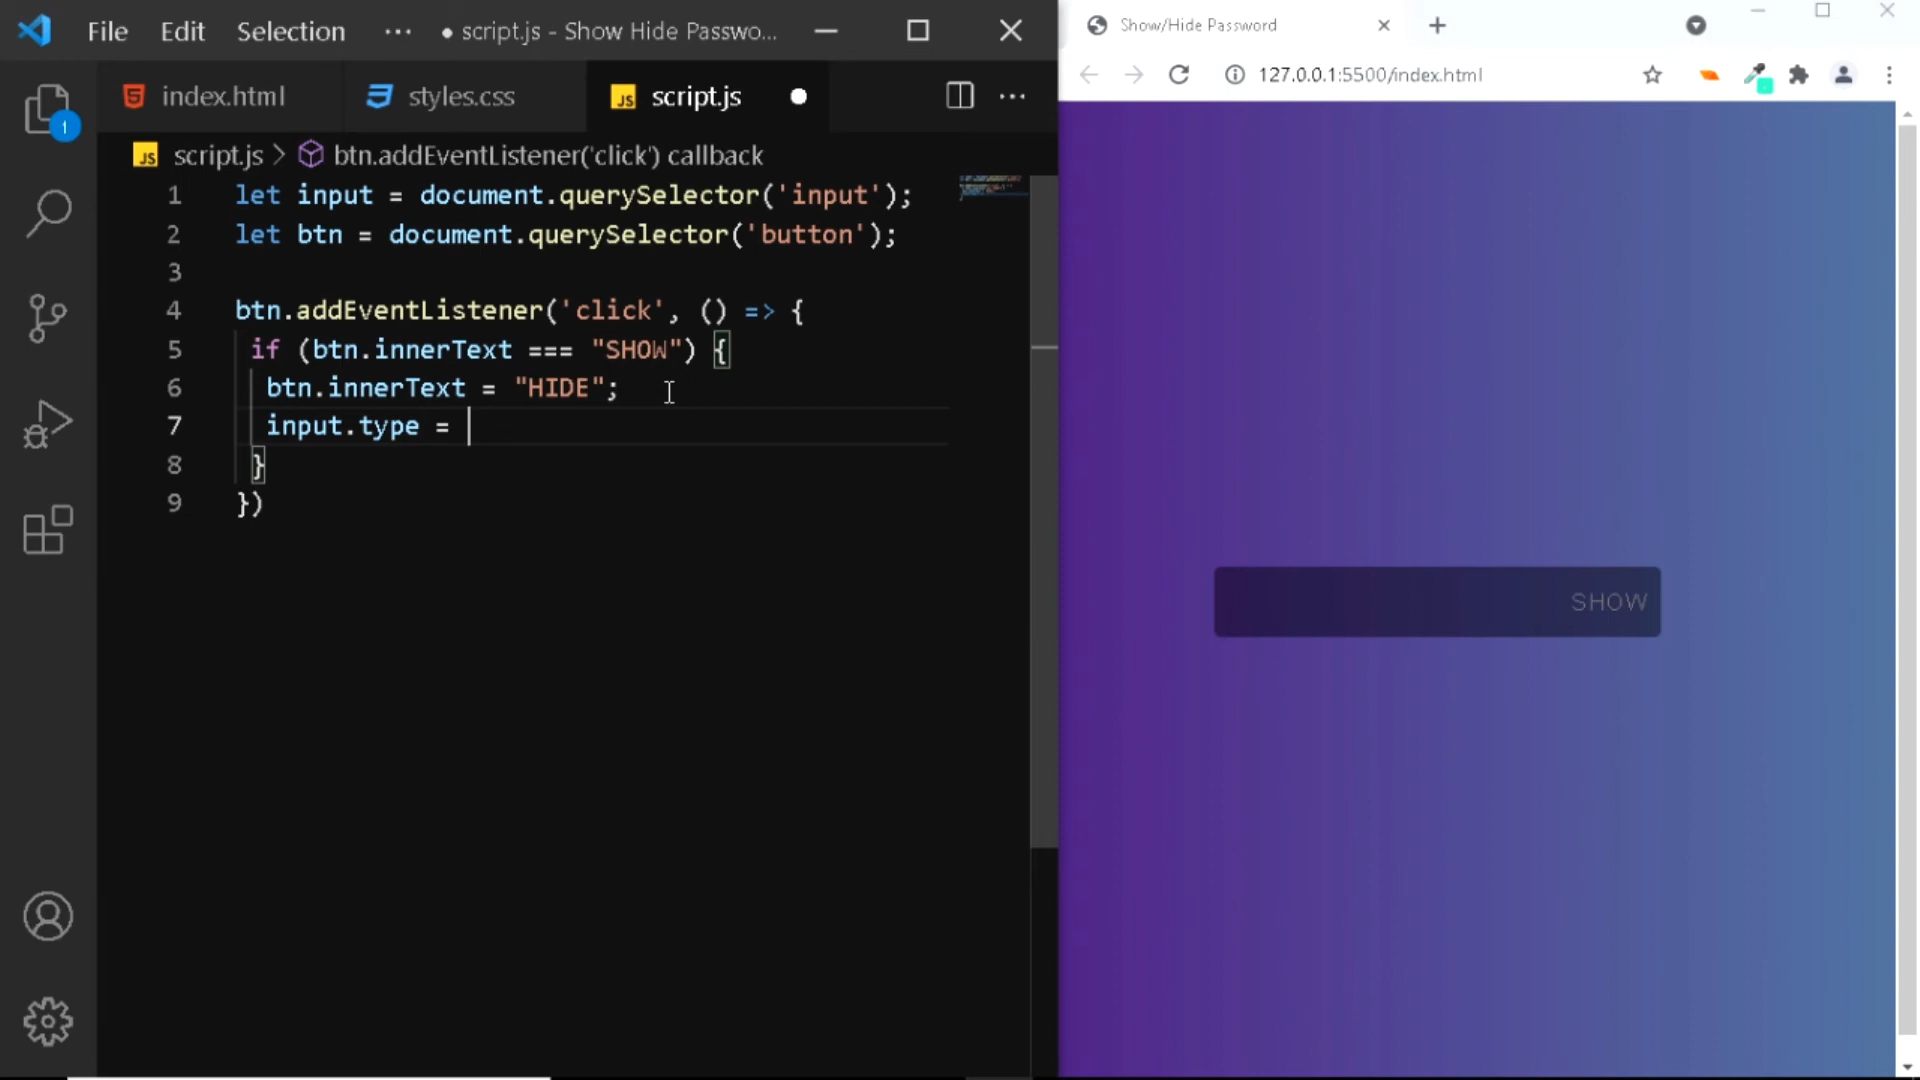 File Edit Selection ··· ● script.js - Show Hide Passwo...
index.html styles.css JS script.js ● ···
JS script.js > btn.addEventListener('click') callback
1 let input = document.querySelector('input');
2 let btn = document.querySelector('button');
3
4 btn.addEventListener('click', () => {
5 if (btn.innerText === "SHOW") {
6 btn.innerText = "HIDE";
7 input.type =
8 }
9 })
1
Show/Hide Password
127.0.0.1:5500/index.html
SHOW